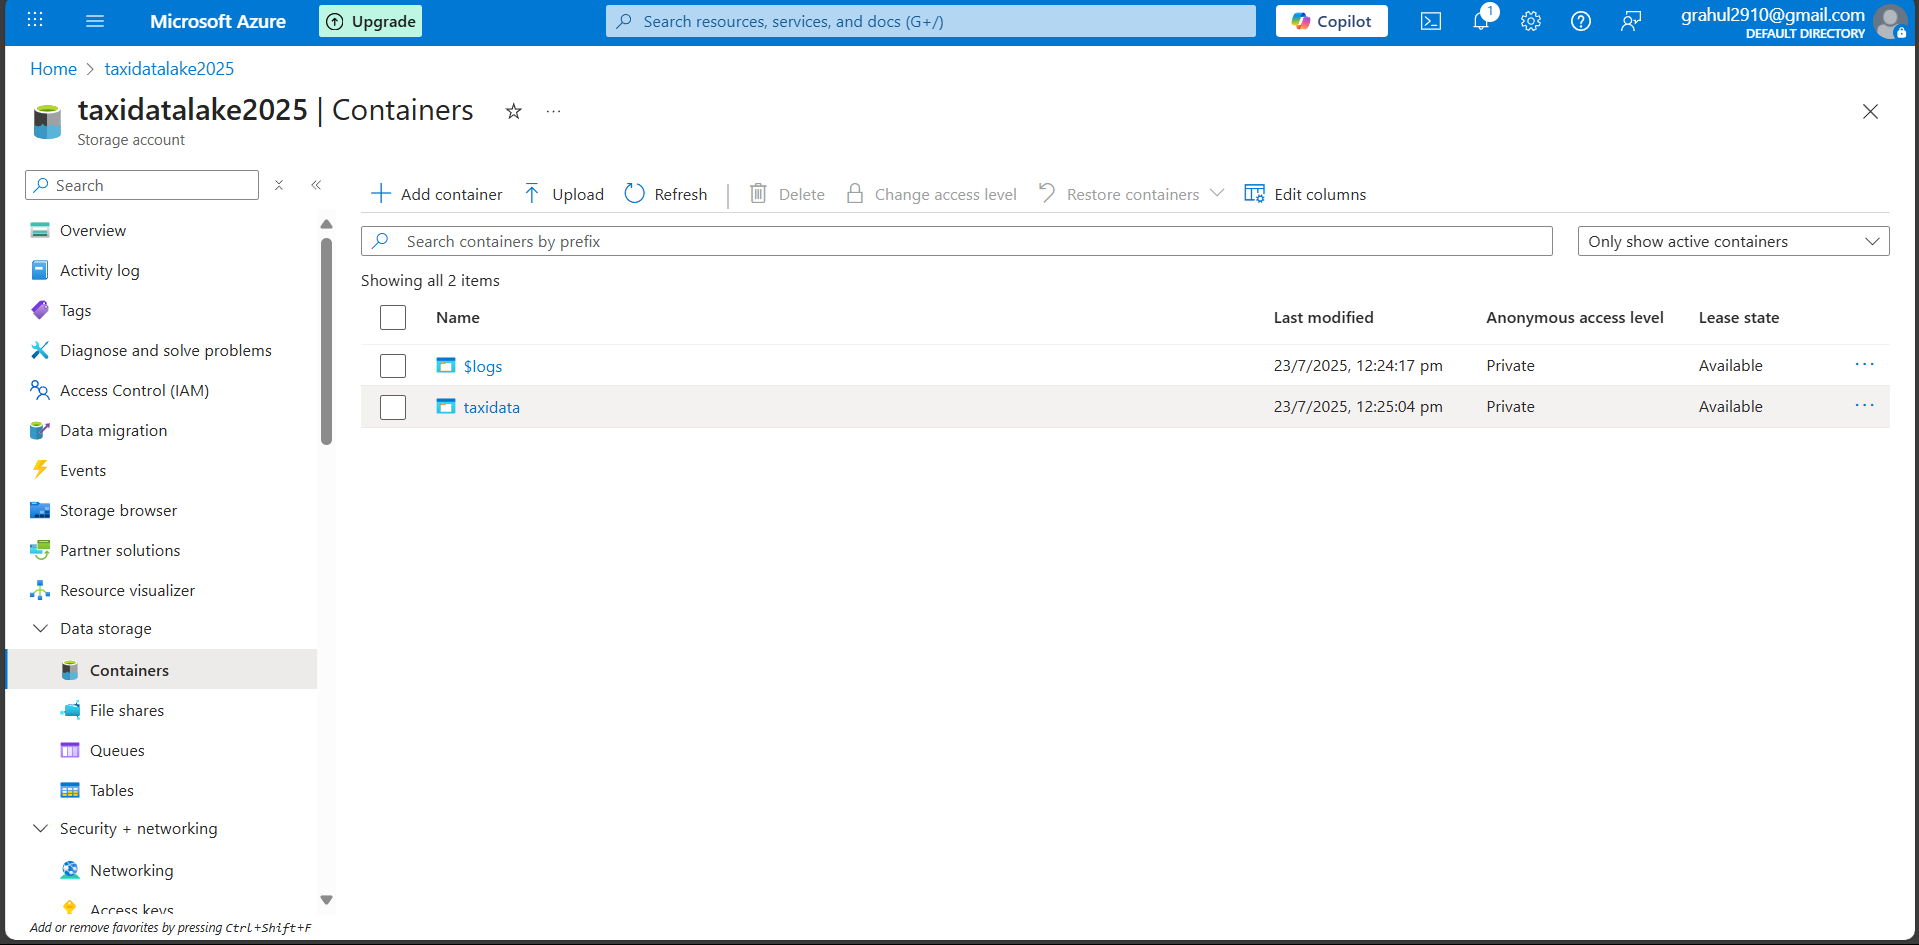 Microsoft Azure
Upgrade
Search resources, services, and docs (G+/)
Copilot
1
grahul2910@gmail.com
DEFAULT DIRECTORY
Home > taxidatalake2025
taxidatalake2025 | Containers
Storage account
Search
Add container
Upload
Refresh
Delete
Change access level
Restore containers
Edit columns
Search containers by prefix
Only show active containers
Showing all 2 items
Name Last modified Anonymous access level Lease state
$logs 23/7/2025, 12:24:17 pm Private Available
taxidata 23/7/2025, 12:25:04 pm Private Available
Overview
Activity log
Tags
Diagnose and solve problems
Access Control (IAM)
Data migration
Events
Storage browser
Partner solutions
Resource visualizer
Data storage
Containers
File shares
Queues
Tables
Security + networking
Networking
Access keys
Add or remove favorites by pressing Ctrl+Shift+F